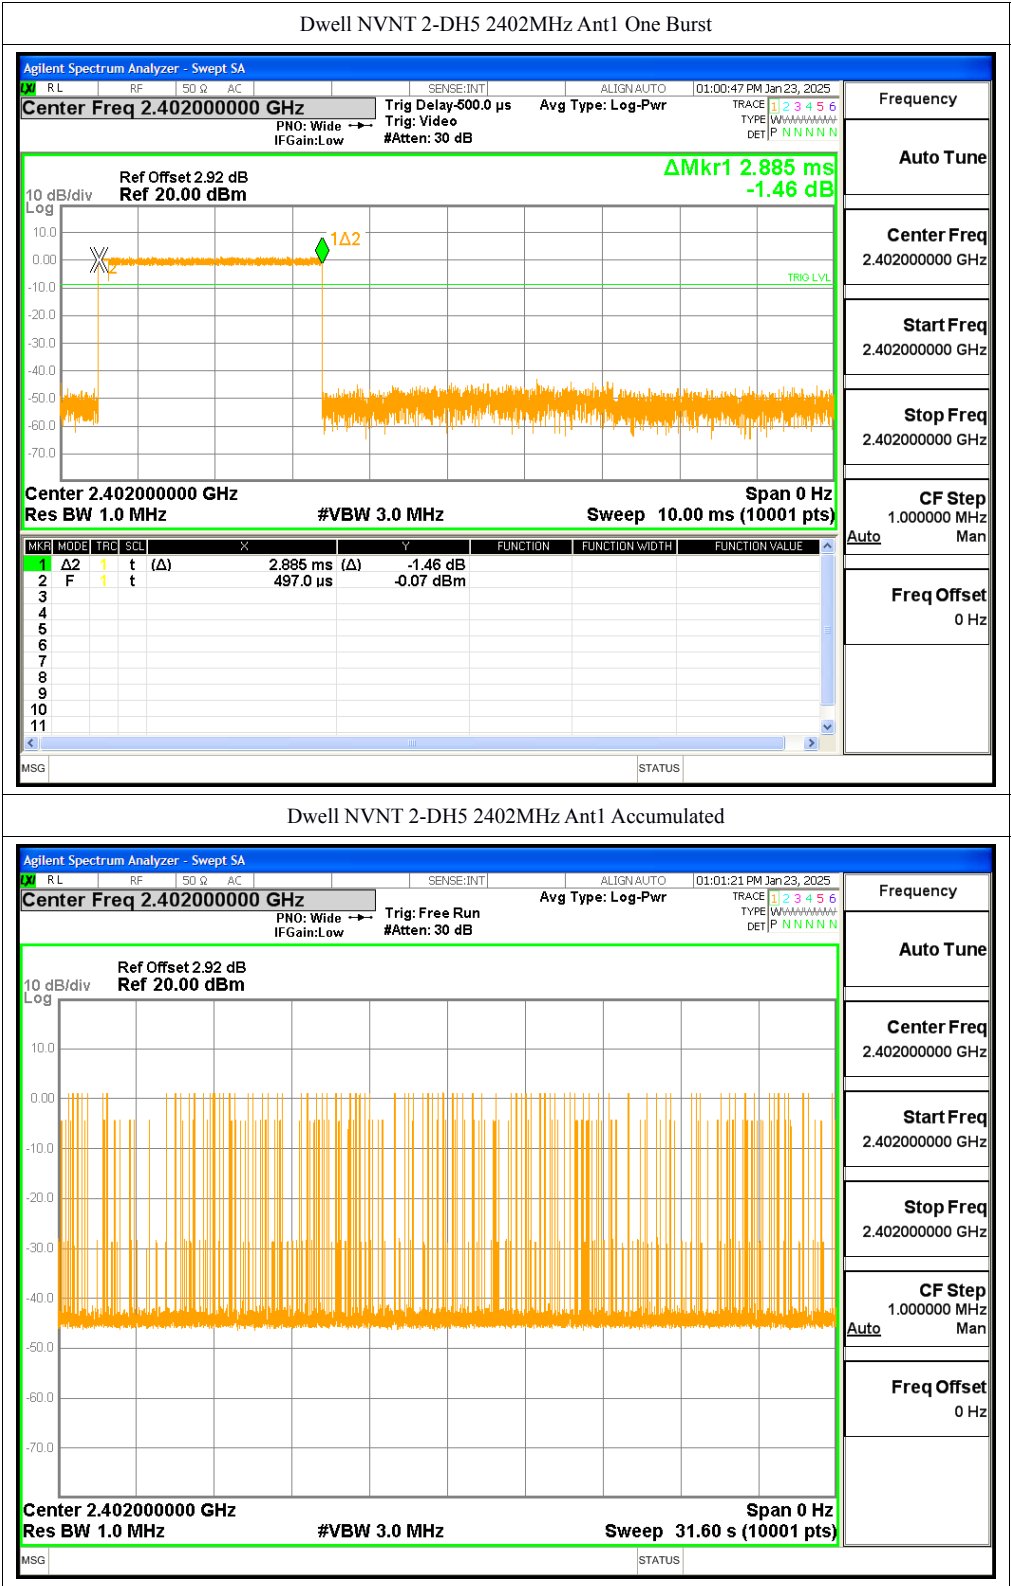 Dwell NVNT 2-DH5 2402MHz Ant1 One Burst
Agilent Spectrum Analyzer - Swept SA
LXI RL RF 50 Ω AC SENSE:INT ALIGN AUTO 01:00:47 PM Jan 23, 2025
Center Freq 2.402000000 GHz
PNO: Wide
IFGain:Low
Trig Delay-500.0 µs
Trig: Video
#Atten: 30 dB
Avg Type: Log-Pwr
TRACE 1 2 3 4 5 6
TYPE W
DET P N N N N N
ΔMkr1 2.885 ms
-1.46 dB
Ref Offset 2.92 dB
10 dB/div Ref 20.00 dBm
Log
10.0
0.00
-10.0
-20.0
-30.0
-40.0
-50.0
-60.0
-70.0
1Δ2
2
TRIG LVL
Center 2.402000000 GHz Span 0 Hz
Res BW 1.0 MHz #VBW 3.0 MHz Sweep 10.00 ms (10001 pts)
MKR MODE TRC SCL X Y FUNCTION FUNCTION WIDTH FUNCTION VALUE
1 Δ2 1 t (Δ) 2.885 ms (Δ) -1.46 dB
2 F 1 t 497.0 µs -0.07 dBm
3
4
5
6
7
8
9
10
11
MSG STATUS
Frequency
Auto Tune
Center Freq
2.402000000 GHz
Start Freq
2.402000000 GHz
Stop Freq
2.402000000 GHz
CF Step
1.000000 MHz
Auto Man
Freq Offset
0 Hz
Dwell NVNT 2-DH5 2402MHz Ant1 Accumulated
Agilent Spectrum Analyzer - Swept SA
LXI RL RF 50 Ω AC SENSE:INT ALIGN AUTO 01:01:21 PM Jan 23, 2025
Center Freq 2.402000000 GHz
PNO: Wide
IFGain:Low
Trig: Free Run
#Atten: 30 dB
Avg Type: Log-Pwr
TRACE 1 2 3 4 5 6
TYPE W
DET P N N N N N
Ref Offset 2.92 dB
10 dB/div Ref 20.00 dBm
Log
10.0
0.00
-10.0
-20.0
-30.0
-40.0
-50.0
-60.0
-70.0
Center 2.402000000 GHz Span 0 Hz
Res BW 1.0 MHz #VBW 3.0 MHz Sweep 31.60 s (10001 pts)
MSG STATUS
Frequency
Auto Tune
Center Freq
2.402000000 GHz
Start Freq
2.402000000 GHz
Stop Freq
2.402000000 GHz
CF Step
1.000000 MHz
Auto Man
Freq Offset
0 Hz